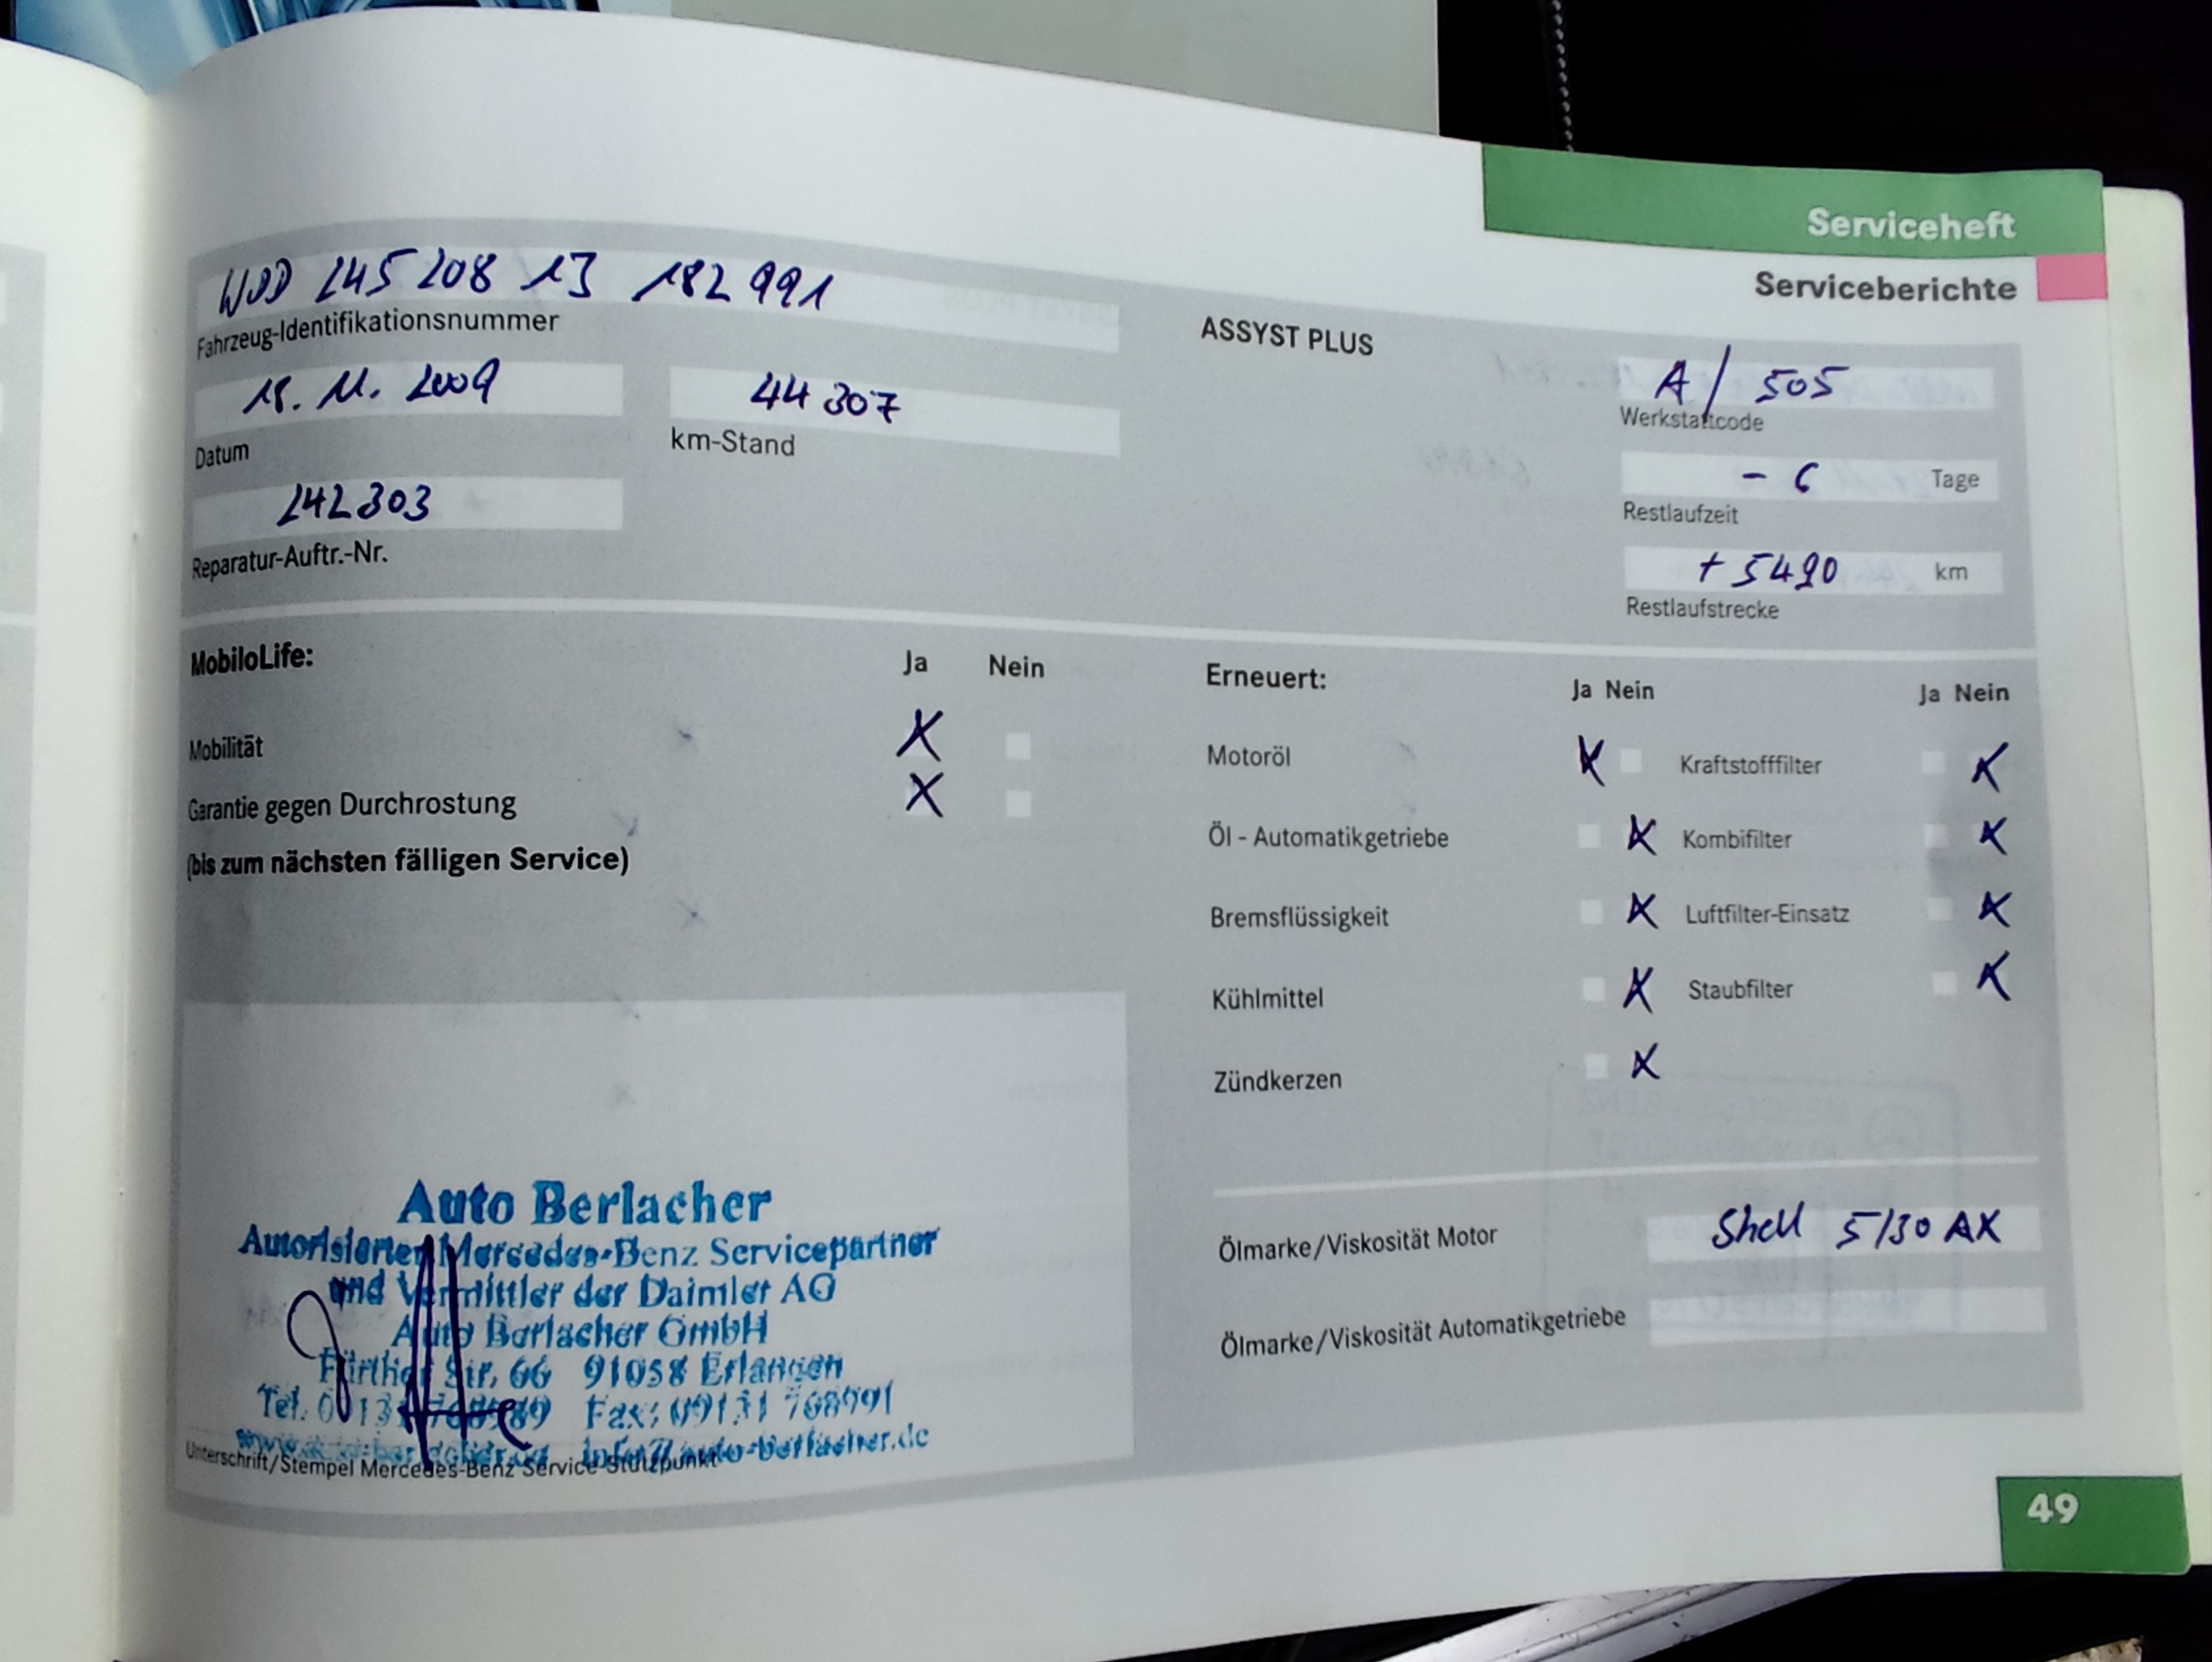 Serviceheft
Serviceberichte
WDD 245 208 1J 182 991
Fahrzeug-Identifikationsnummer
18. 11. 2009
Datum
44 307
km-Stand
242303
Reparatur-Auftr.-Nr.
ASSYST PLUS
A / 505
Werkstattcode
- 6 Tage
Restlaufzeit
+ 5490 km
Restlaufstrecke
MobiloLife: Ja Nein
Mobilität X
Garantie gegen Durchrostung X
(bis zum nächsten fälligen Service)
Erneuert: Ja Nein Ja Nein
Motoröl X Kraftstofffilter X
Öl - Automatikgetriebe X Kombifilter X
Bremsflüssigkeit X Luftfilter-Einsatz X
Kühlmittel X Staubfilter X
Zündkerzen X
Ölmarke/Viskosität Motor Shell 5/30 AX
Ölmarke/Viskosität Automatikgetriebe
Auto Berlacher
Autorisierter Mercedes-Benz Servicepartner
und Vermittler der Daimler AG
Auto Berlacher GmbH
Fürther Str. 66 91058 Erlangen
Tel. Fax: 09131 768991
info@auto-berlacher.de
Unterschrift/Stempel Mercedes-Benz Service-Stützpunkt
49